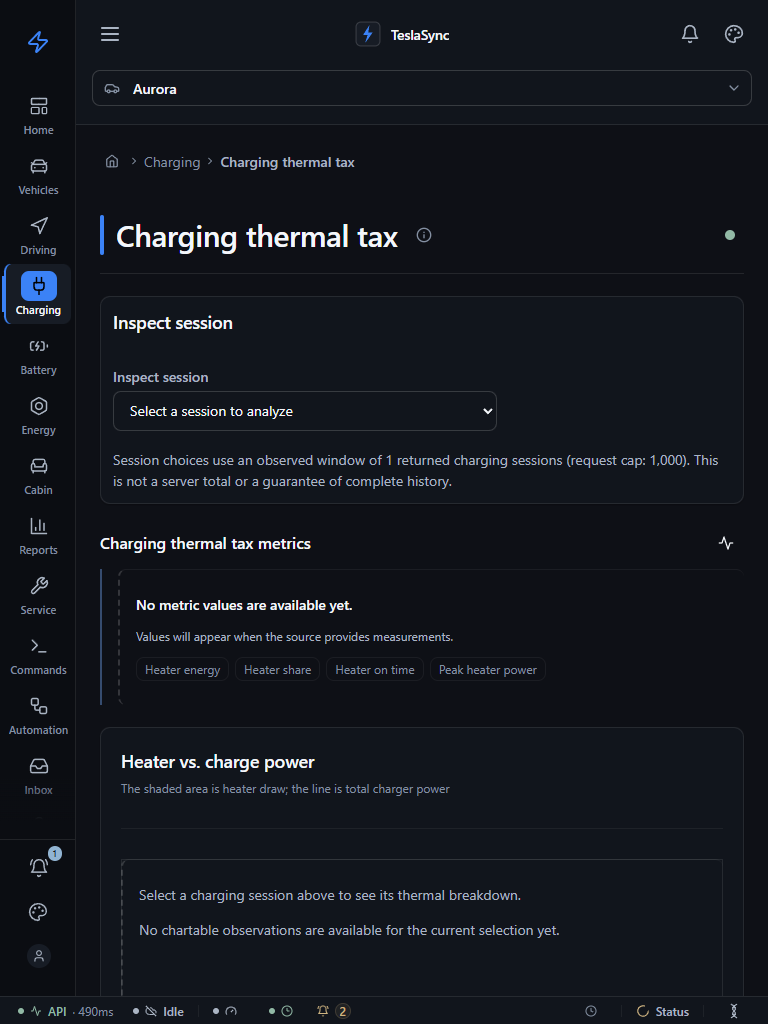 TeslaSync
Aurora
Home
Vehicles
Driving
Charging
Battery
Energy
Cabin
Reports
Service
Commands
Automation
Inbox
1
Charging
Charging thermal tax
Charging thermal tax
Inspect session
Inspect session
Select a session to analyze
Session choices use an observed window of 1 returned charging sessions (request cap: 1,000). This
is not a server total or a guarantee of complete history.
Charging thermal tax metrics
No metric values are available yet.
Values will appear when the source provides measurements.
Heater energy Heater share Heater on time Peak heater power
Heater vs. charge power
The shaded area is heater draw; the line is total charger power
Select a charging session above to see its thermal breakdown.
No chartable observations are available for the current selection yet.
API · 490ms Idle 2 Status